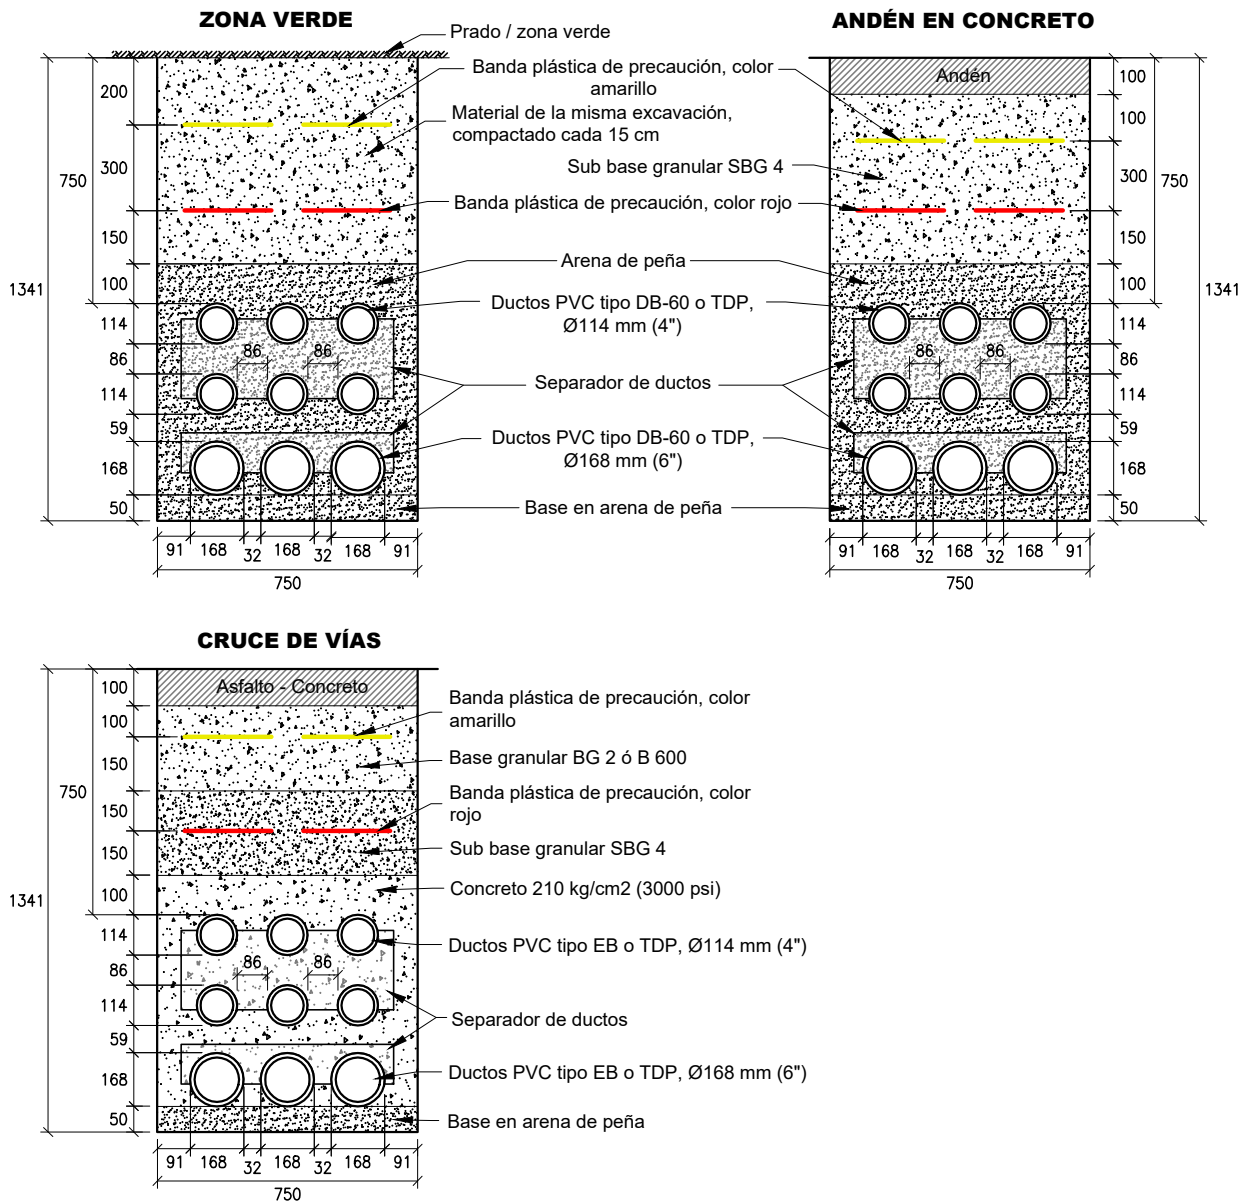 ZONA VERDE
Prado / zona verde
Banda plástica de precaución, color
amarillo
Material de la misma excavación,
compactado cada 15 cm
Sub base granular SBG 4
Banda plástica de precaución, color rojo
Arena de peña
Ductos PVC tipo DB-60 o TDP,
Ø114 mm (4")
Separador de ductos
Ductos PVC tipo DB-60 o TDP,
Ø168 mm (6")
Base en arena de peña
1341
750
200
300
150
100
114
86
114
59
168
50
86
86
91
168
32
168
32
168
91
750
ANDÉN EN CONCRETO
Andén
100
100
300
150
100
114
86
114
59
168
50
750
1341
86
86
91
168
32
168
32
168
91
750
CRUCE DE VÍAS
Asfalto - Concreto
Banda plástica de precaución, color
amarillo
Base granular BG 2 ó B 600
Banda plástica de precaución, color
rojo
Sub base granular SBG 4
Concreto 210 kg/cm2 (3000 psi)
Ductos PVC tipo EB o TDP, Ø114 mm (4")
Separador de ductos
Ductos PVC tipo EB o TDP, Ø168 mm (6")
Base en arena de peña
1341
750
100
100
150
150
150
100
114
86
114
59
168
50
86
86
91
168
32
168
32
168
91
750